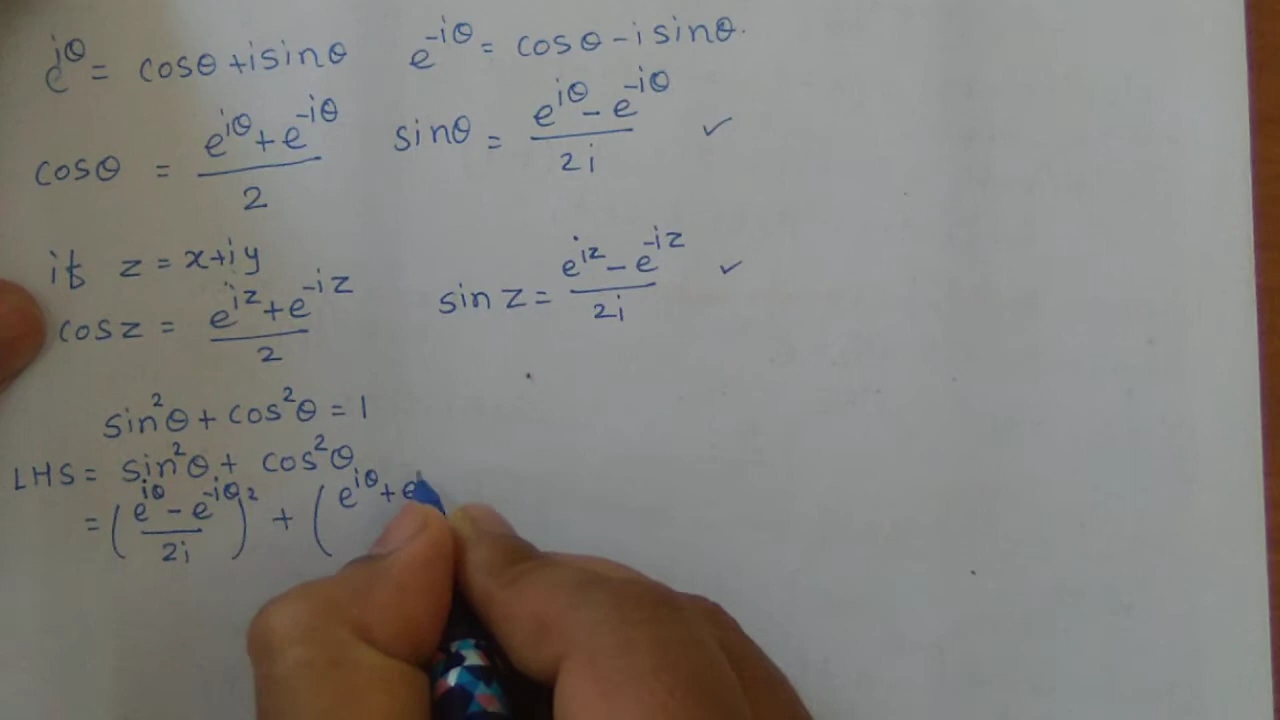 e^{iθ} = cosθ + i sinθ    e^{-iθ} = cosθ - i sinθ.
cosθ = (e^{iθ} + e^{-iθ})/2    sinθ = (e^{iθ} - e^{-iθ})/2i ✓
if z = x+iy
cos z = (e^{iz} + e^{-iz})/2    sin z = (e^{iz} - e^{-iz})/2i ✓
sin²θ + cos²θ = 1
LHS = sin²θ + cos²θ
= ((e^{iθ} - e^{-iθ})/2i)² + (e^{iθ} + e